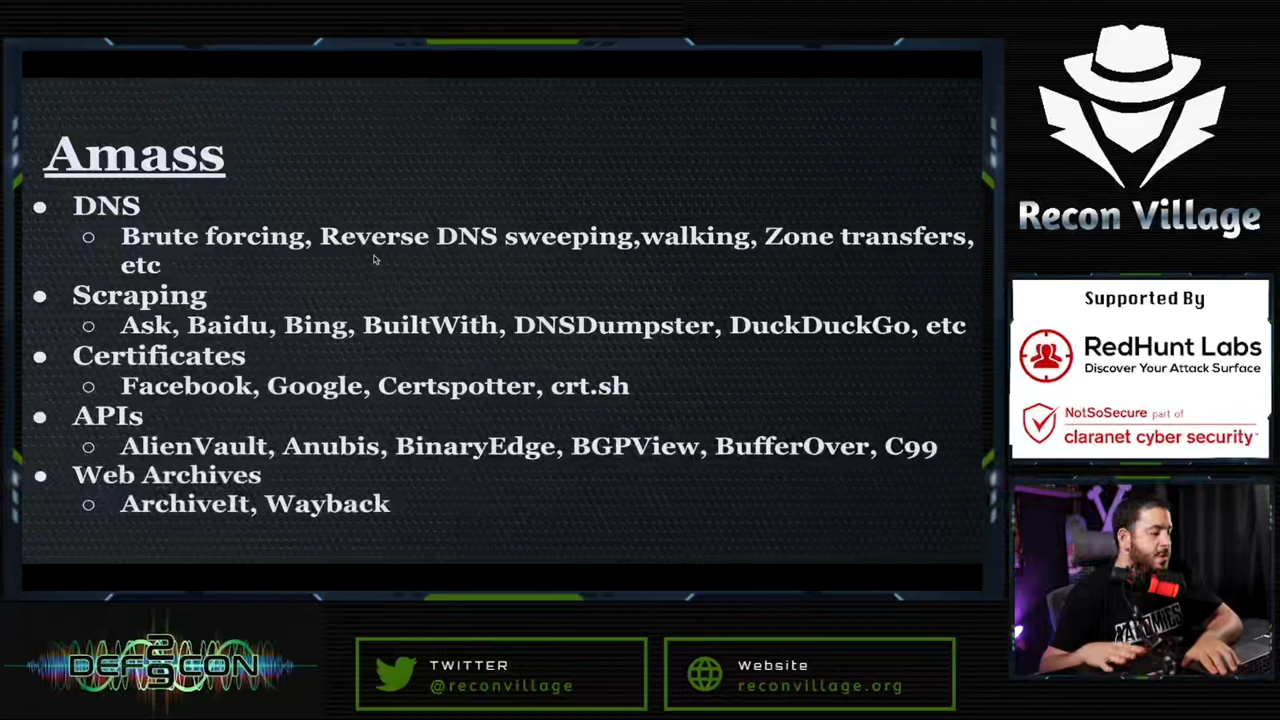 Amass
● DNS
○ Brute forcing, Reverse DNS sweeping,walking, Zone transfers,
etc
● Scraping
○ Ask, Baidu, Bing, BuiltWith, DNSDumpster, DuckDuckGo, etc
● Certificates
○ Facebook, Google, Certspotter, crt.sh
● APIs
○ AlienVault, Anubis, BinaryEdge, BGPView, BufferOver, C99
● Web Archives
○ ArchiveIt, Wayback
Recon Village
Supported By
RedHunt Labs
Discover Your Attack Surface
NotSoSecure part of
claranet cyber security™
DEF CON
29
TWITTER
@reconvillage
Website
reconvillage.org